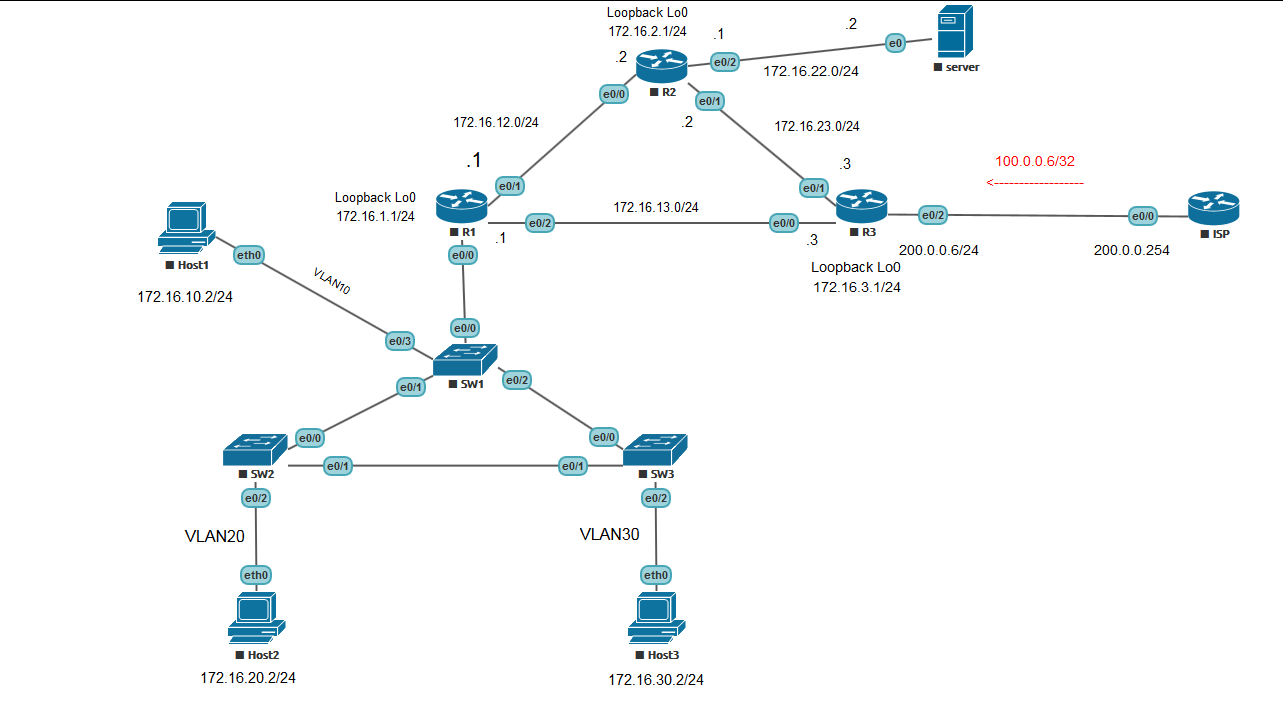 Loopback Lo0
172.16.2.1/24
.1
.2
e0
server
.2
e0/2
172.16.22.0/24
R2
e0/0
e0/1
172.16.12.0/24
.2
172.16.23.0/24
.1
.3
100.0.0.6/32
<------------------
e0/1
e0/1
Loopback Lo0
172.16.1.1/24
172.16.13.0/24
R1
e0/2
e0/0
R3
e0/2
e0/0
ISP
.1
.3
200.0.0.6/24
200.0.0.254
Loopback Lo0
172.16.3.1/24
Host1
eth0
e0/0
172.16.10.2/24
VLAN10
e0/0
e0/3
SW1
e0/1
e0/2
e0/0
e0/0
SW2
e0/1
e0/1
SW3
e0/2
e0/2
VLAN20
VLAN30
eth0
eth0
Host2
Host3
172.16.20.2/24
172.16.30.2/24